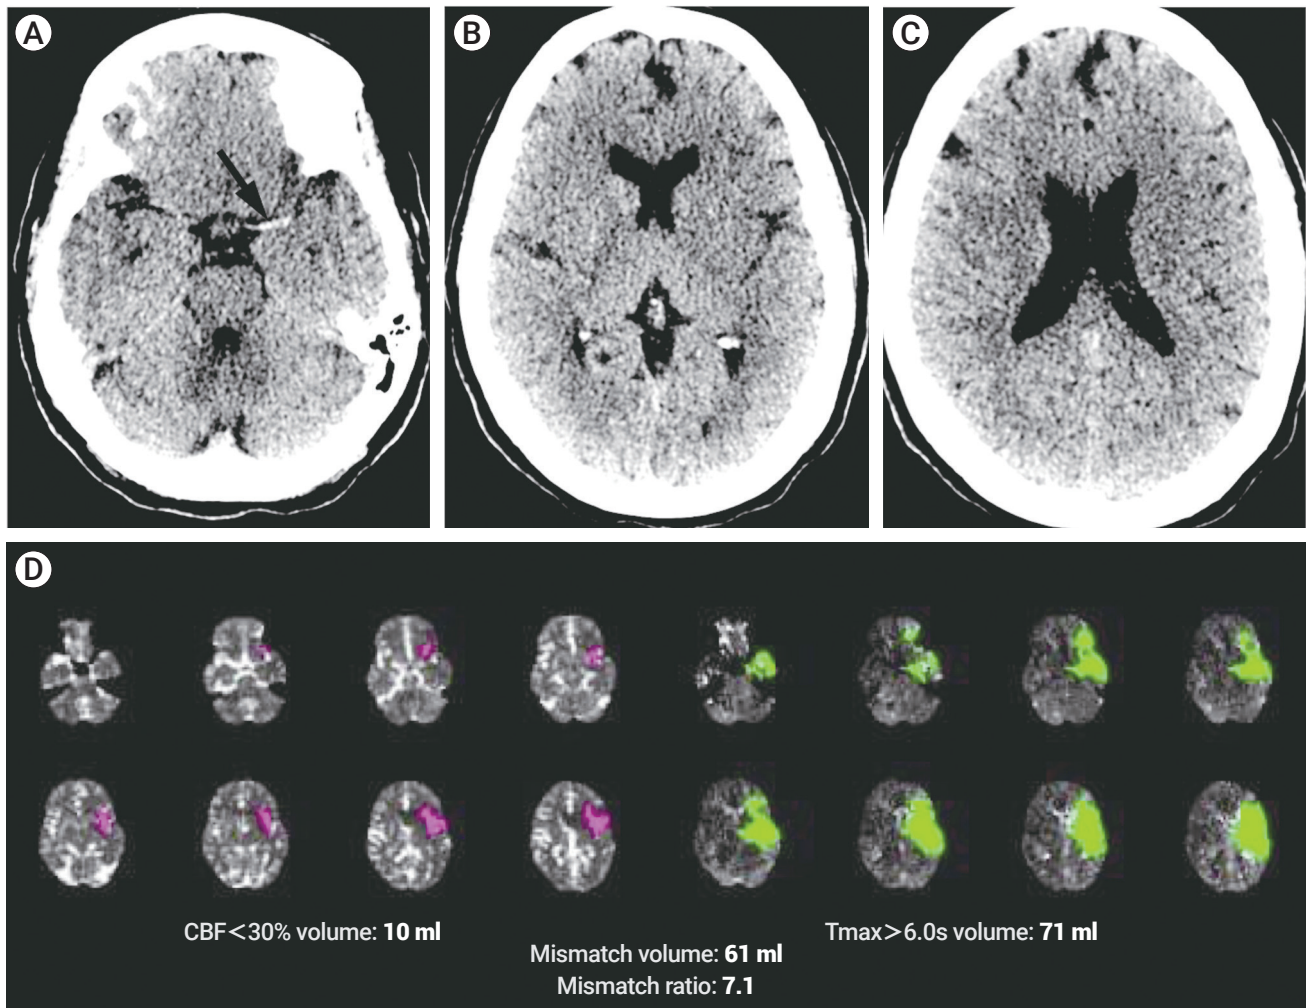 A
B
C
D
CBF<30% volume: 10 ml
Tmax>6.0s volume: 71 ml
Mismatch volume: 61 ml
Mismatch ratio: 7.1